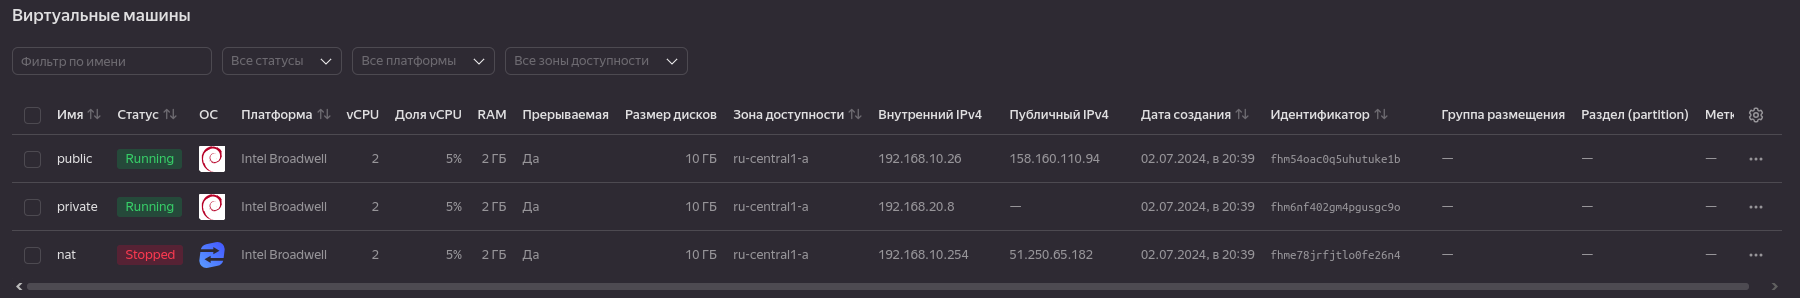 Виртуальные машины
Фильтр по имени Все статусы Все платформы Все зоны доступности
Имя Статус ОС Платформа vCPU Доля vCPU RAM Прерываемая Размер дисков Зона доступности Внутренний IPv4 Публичный IPv4 Дата создания Идентификатор Группа размещения Раздел (partition) Метк
public Running Intel Broadwell 2 5% 2 ГБ Да 10 ГБ ru-central1-a 192.168.10.26 158.160.110.94 02.07.2024, в 20:39 fhm54oac0q5uhutuke1b — — —
private Running Intel Broadwell 2 5% 2 ГБ Да 10 ГБ ru-central1-a 192.168.20.8 — 02.07.2024, в 20:39 fhm6nf402gm4pgusgc9o — — —
nat Stopped Intel Broadwell 2 5% 2 ГБ Да 10 ГБ ru-central1-a 192.168.10.254 51.250.65.182 02.07.2024, в 20:39 fhme78jrfjtlo0fe26n4 — — —